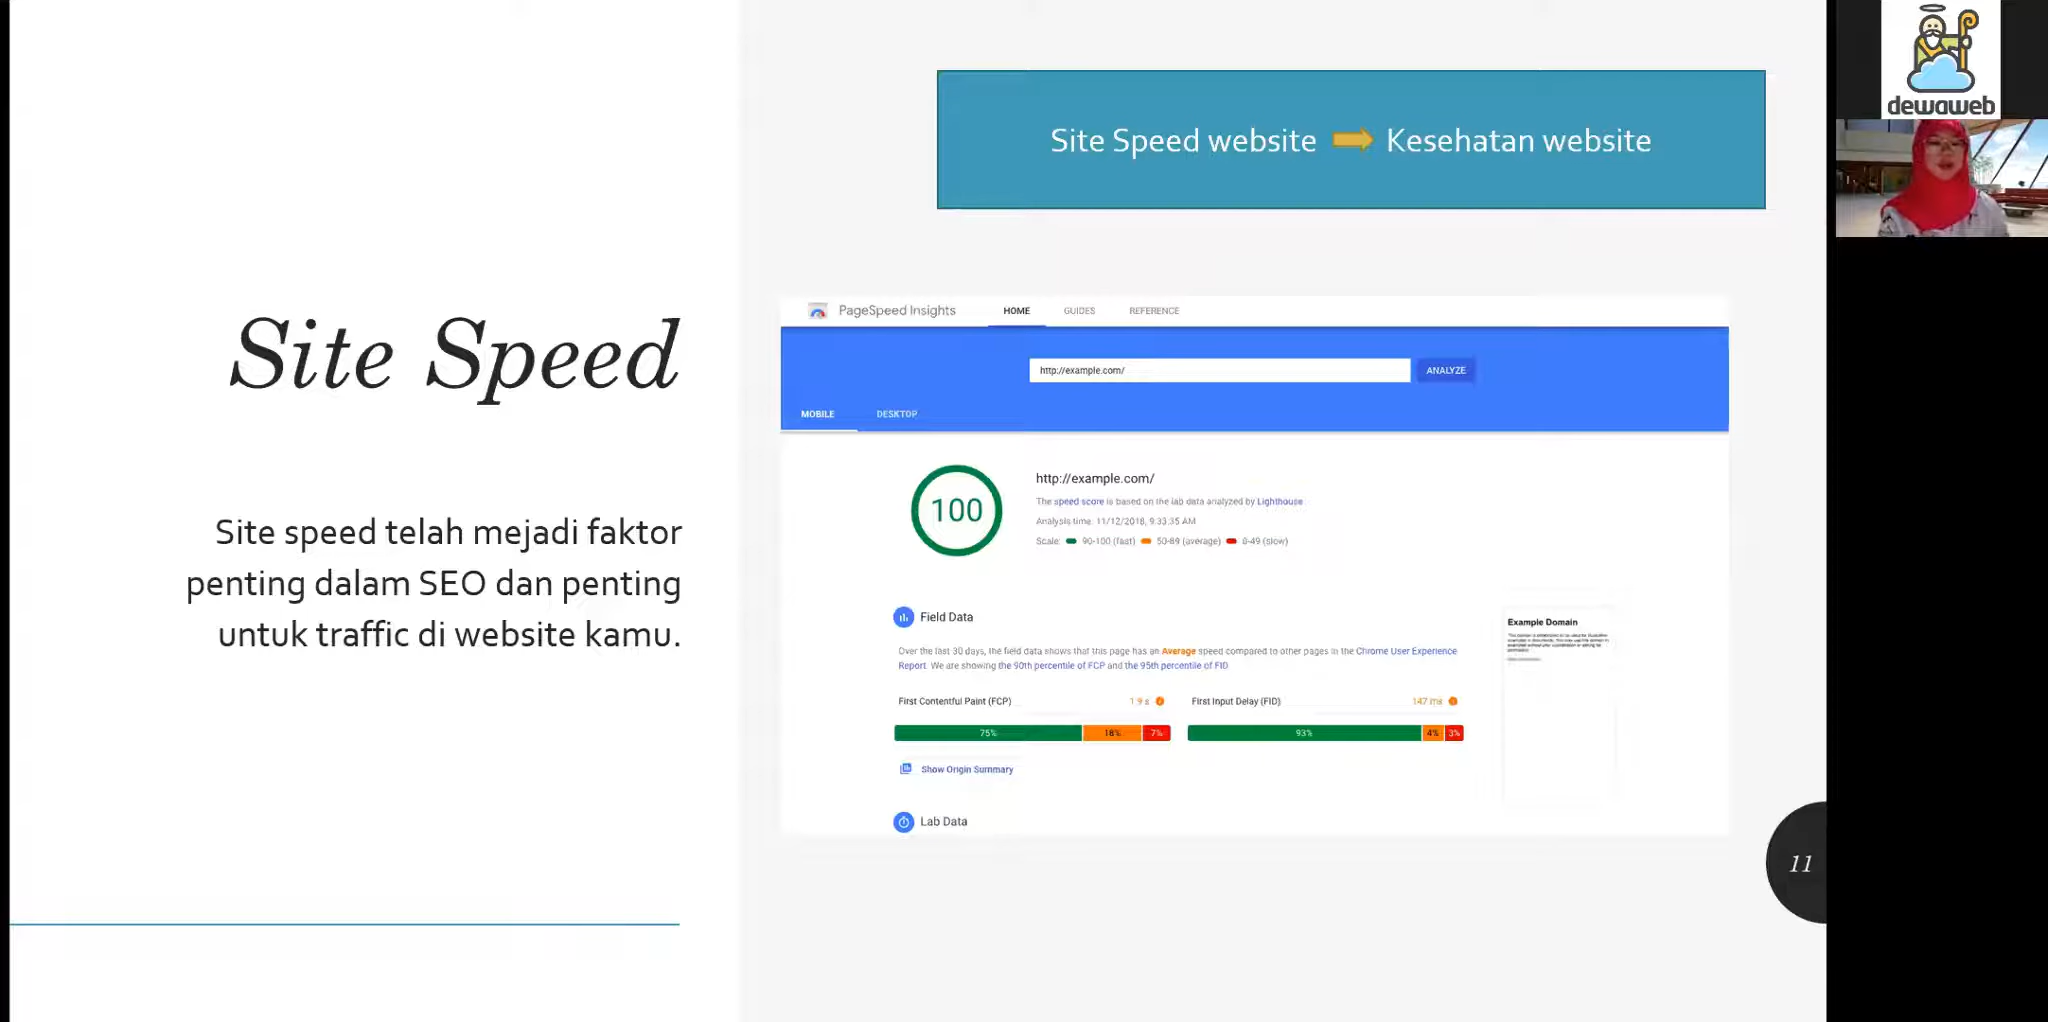 Site Speed
Site speed telah mejadi faktor
penting dalam SEO dan penting
untuk traffic di website kamu.
Site Speed website Kesehatan website
PageSpeed Insights HOME GUIDES REFERENCE
http://example.com/ ANALYZE
MOBILE DESKTOP
100
http://example.com/
The speed score is based on the lab data analyzed by Lighthouse
Analysis time: 11/12/2018, 9:33:35 AM
Scale: 90-100 (fast) 50-89 (average) 0-49 (slow)
Field Data
Over the last 30 days, the field data shows that this page has an Average speed compared to other pages in the Chrome User Experience
Report. We are showing the 90th percentile of FCP and the 95th percentile of FID
First Contentful Paint (FCP) 1.9 s
75% 18% 7%
First Input Delay (FID) 147 ms
93% 4% 3%
Show Origin Summary
Lab Data
Example Domain
11
dewaweb